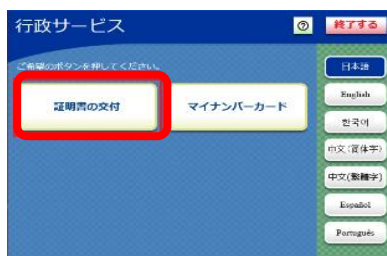 行政サービス
終了する
ご希望のボタンを押してください。
証明書の交付
マイナンバーカード
日本語
English
한국어
中文(简体字)
中文(繁體字)
Español
Português